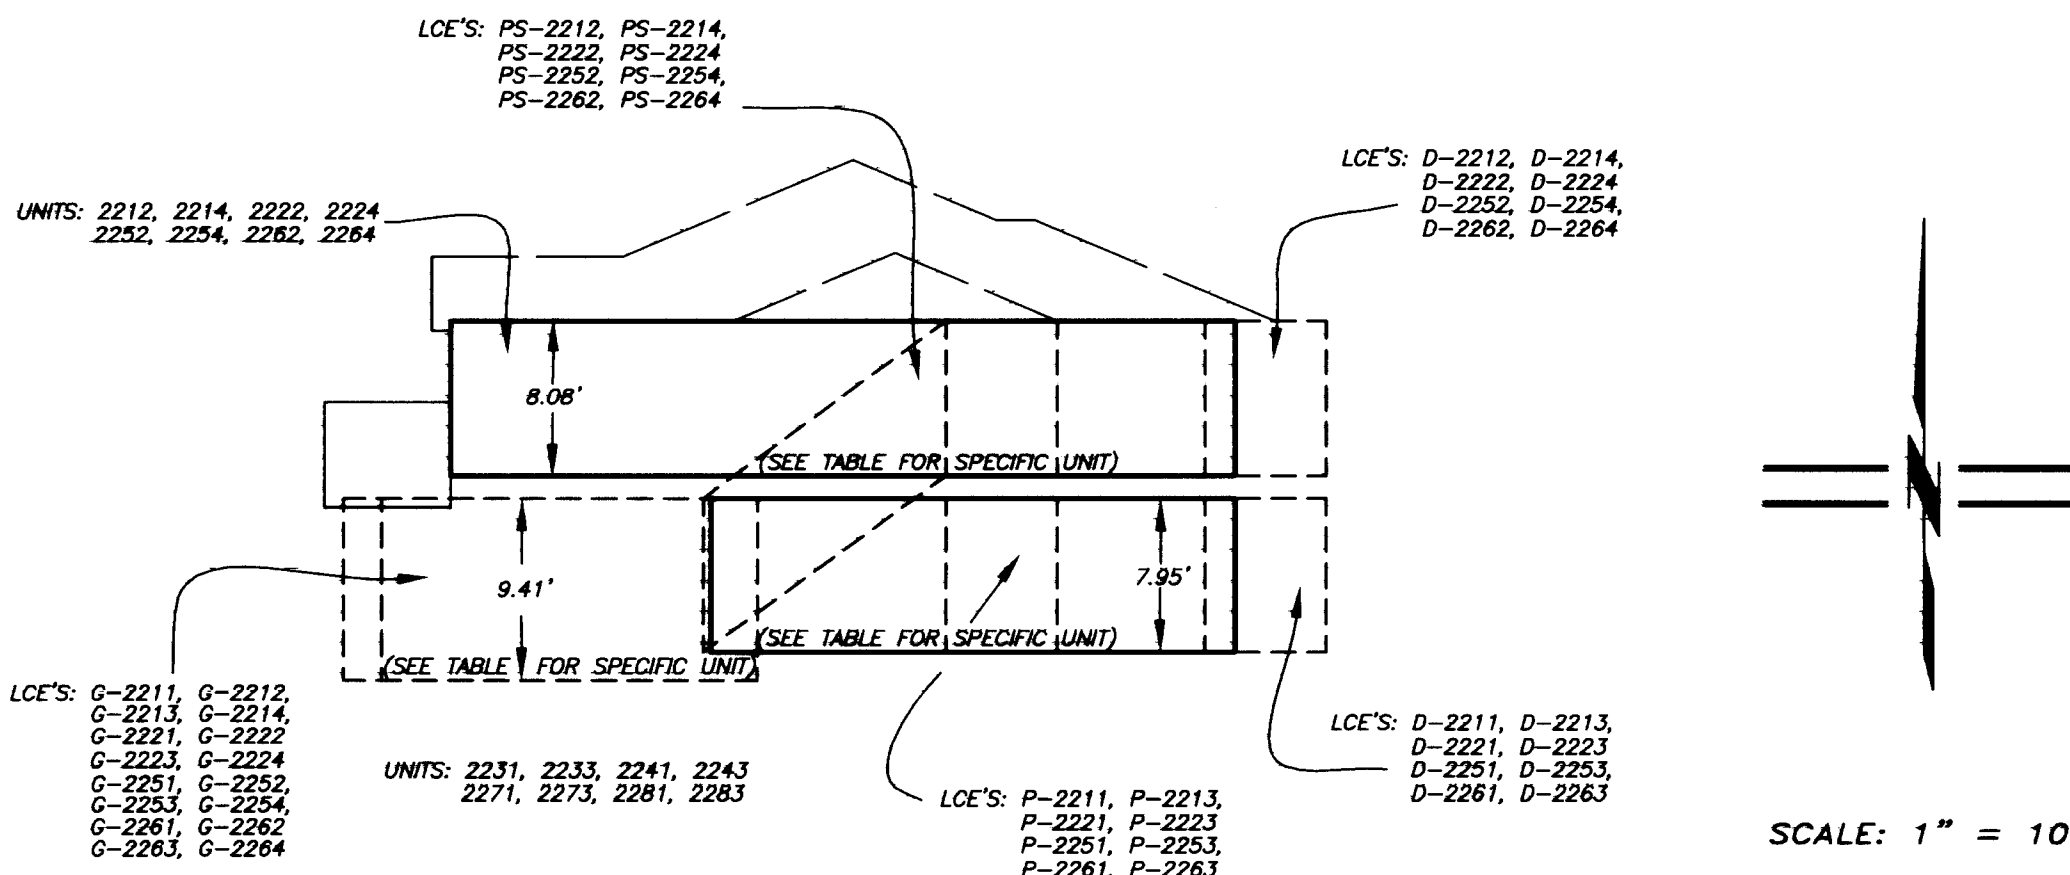 LCE'S: PS-2212, PS-2214,
PS-2222, PS-2224
PS-2252, PS-2254,
PS-2262, PS-2264
LCE'S: D-2212, D-2214,
D-2222, D-2224
D-2252, D-2254,
D-2262, D-2264
UNITS: 2212, 2214, 2222, 2224
2252, 2254, 2262, 2264
8.08'
(SEE TABLE FOR SPECIFIC UNIT)
9.41'
7.95'
(SEE TABLE FOR SPECIFIC UNIT)
(SEE TABLE FOR SPECIFIC UNIT)
LCE'S: G-2211, G-2212,
G-2213, G-2214,
G-2221, G-2222
G-2223, G-2224
G-2251, G-2252,
G-2253, G-2254,
G-2261, G-2262
G-2263, G-2264
UNITS: 2231, 2233, 2241, 2243
2271, 2273, 2281, 2283
LCE'S: P-2211, P-2213,
P-2221, P-2223
P-2251, P-2253,
P-2261, P-2263
LCE'S: D-2211, D-2213,
D-2221, D-2223
D-2251, D-2253,
D-2261, D-2263
SCALE: 1" = 10